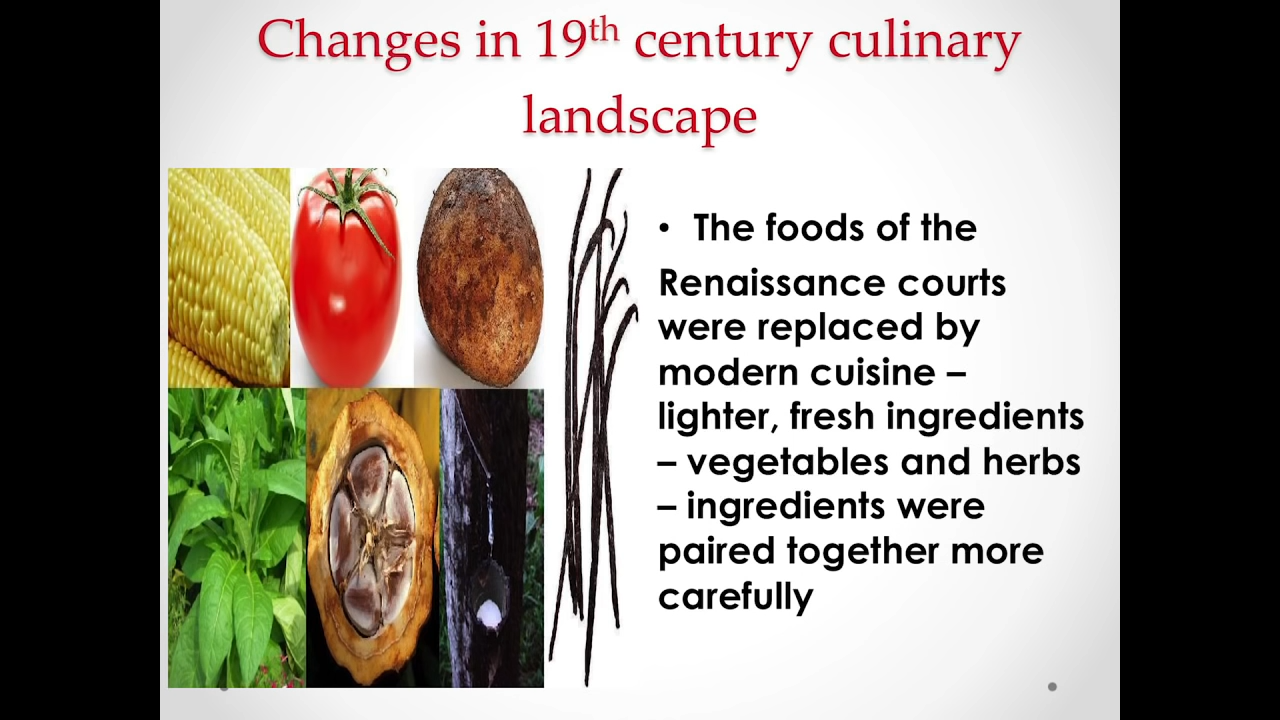 Changes in 19th century culinary
landscape
• The foods of the
Renaissance courts
were replaced by
modern cuisine –
lighter, fresh ingredients
– vegetables and herbs
– ingredients were
paired together more
carefully